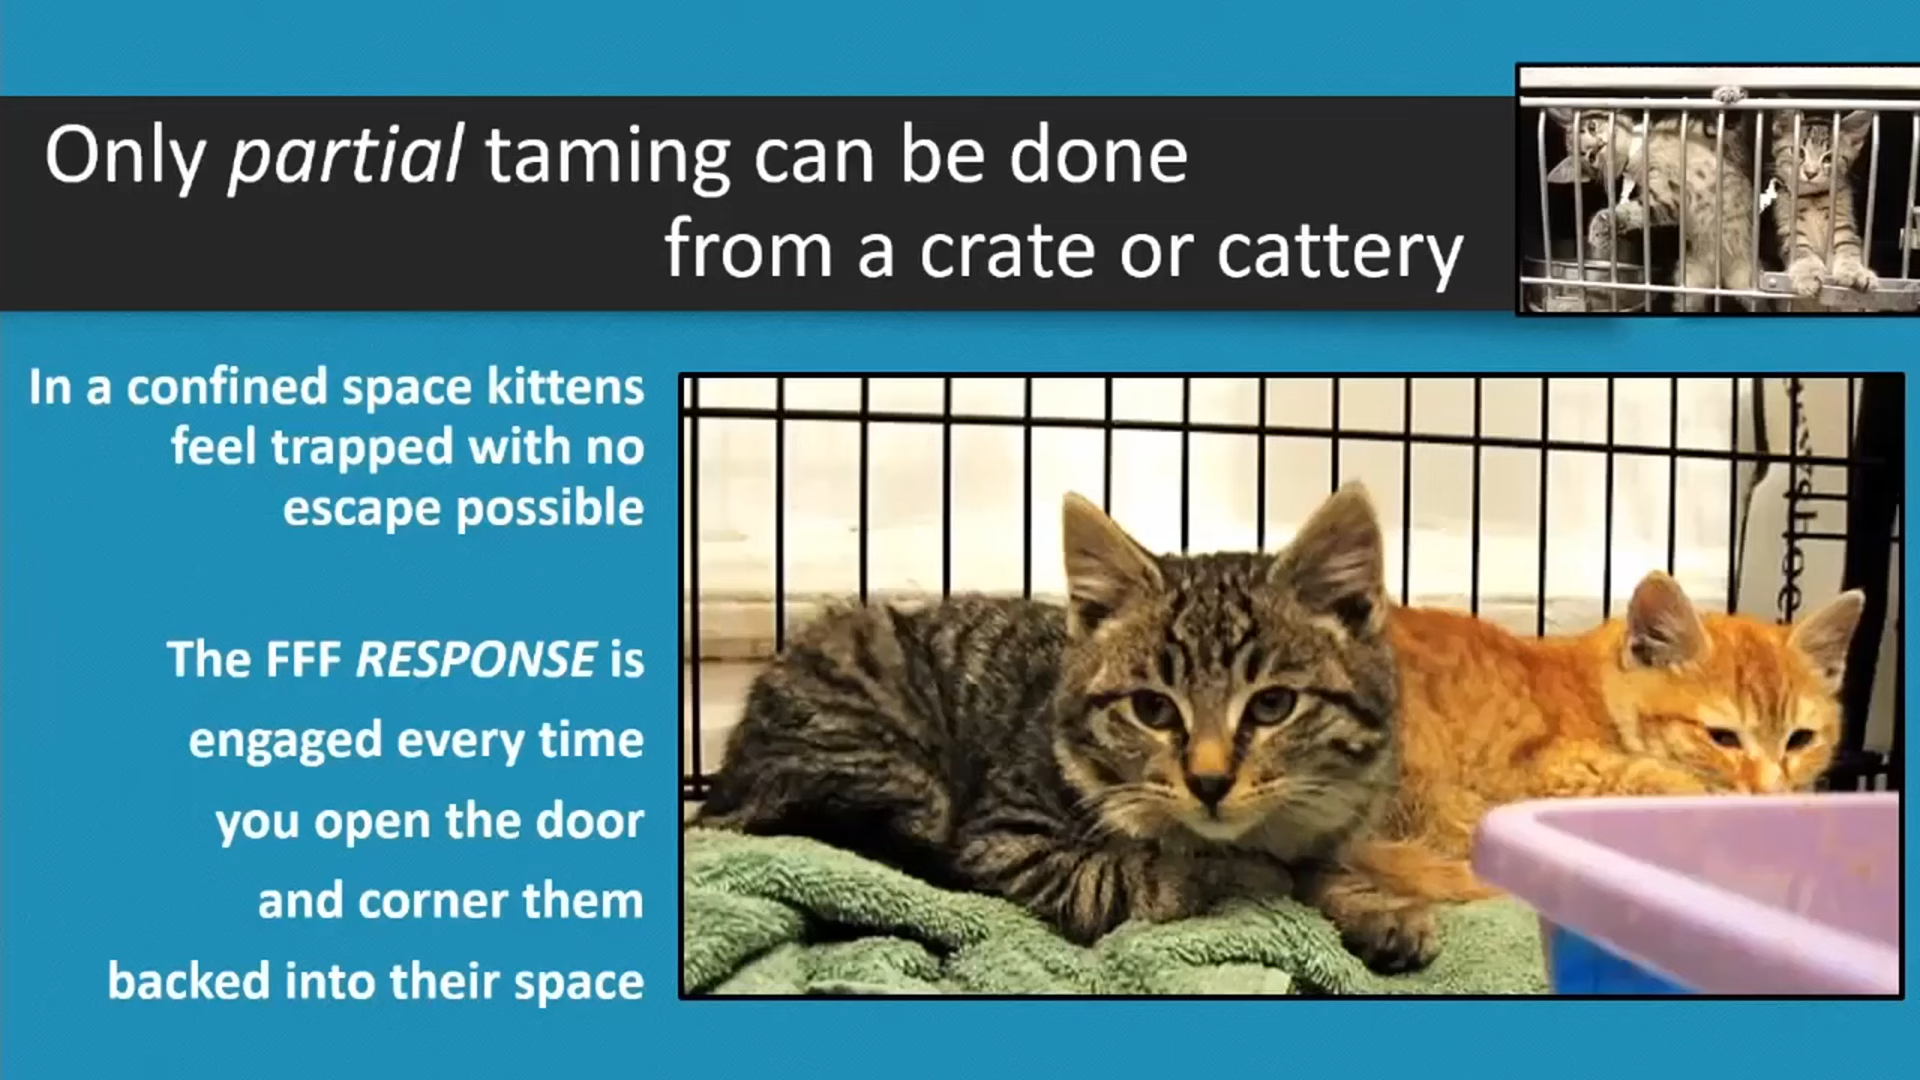 Only partial taming can be done
from a crate or cattery
In a confined space kittens
feel trapped with no
escape possible
The FFF RESPONSE is
engaged every time
you open the door
and corner them
backed into their space